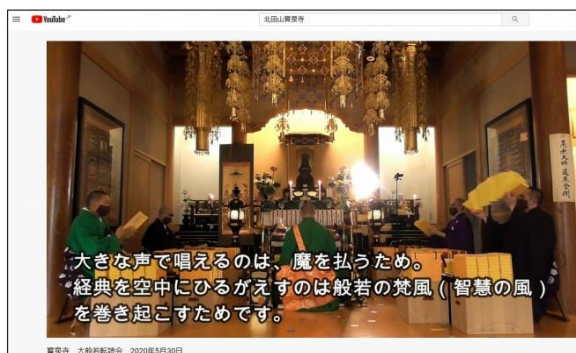 YouTube JP
北田山寳泉寺
大きな声で唱えるのは、魔を払うため。
経典を空中にひるがえすのは般若の梵風(智慧の風)
を巻き起こすためです。
寳泉寺 大般若転読会 2020年5月30日